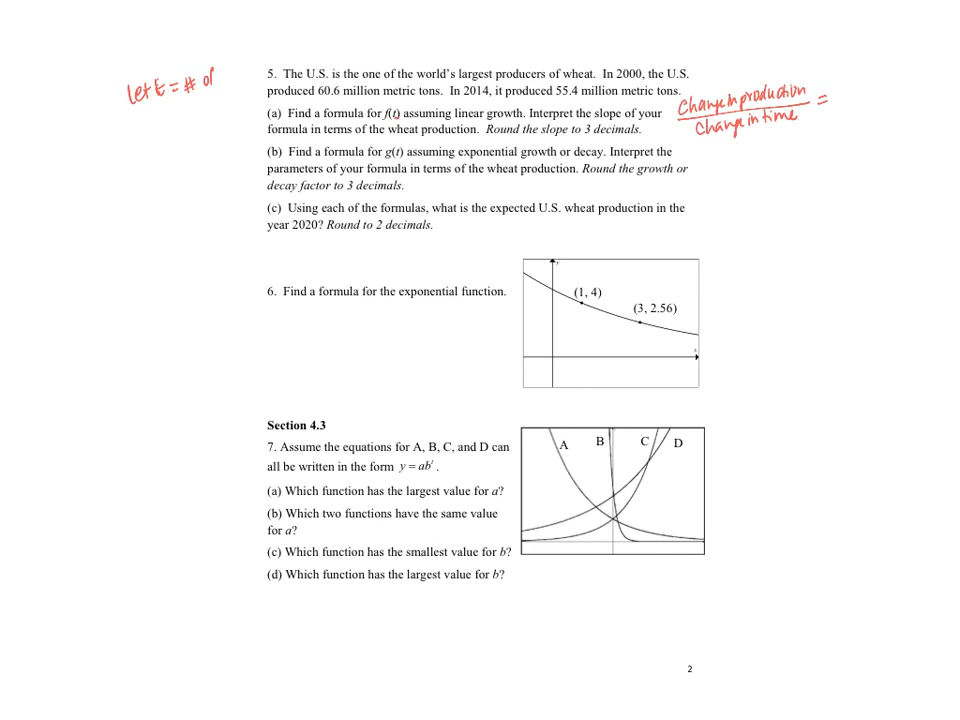 let t = # of
5. The U.S. is the one of the world's largest producers of wheat. In 2000, the U.S.
produced 60.6 million metric tons. In 2014, it produced 55.4 million metric tons.
(a) Find a formula for f(t) assuming linear growth. Interpret the slope of your
formula in terms of the wheat production. Round the slope to 3 decimals.
Change in production =
Change in time
(b) Find a formula for g(t) assuming exponential growth or decay. Interpret the
parameters of your formula in terms of the wheat production. Round the growth or
decay factor to 3 decimals.
(c) Using each of the formulas, what is the expected U.S. wheat production in the
year 2020? Round to 2 decimals.
6. Find a formula for the exponential function.
y
(1, 4)
(3, 2.56)
x
Section 4.3
7. Assume the equations for A, B, C, and D can
all be written in the form y = abᵗ.
(a) Which function has the largest value for a?
(b) Which two functions have the same value
for a?
(c) Which function has the smallest value for b?
(d) Which function has the largest value for b?
A B C D
2